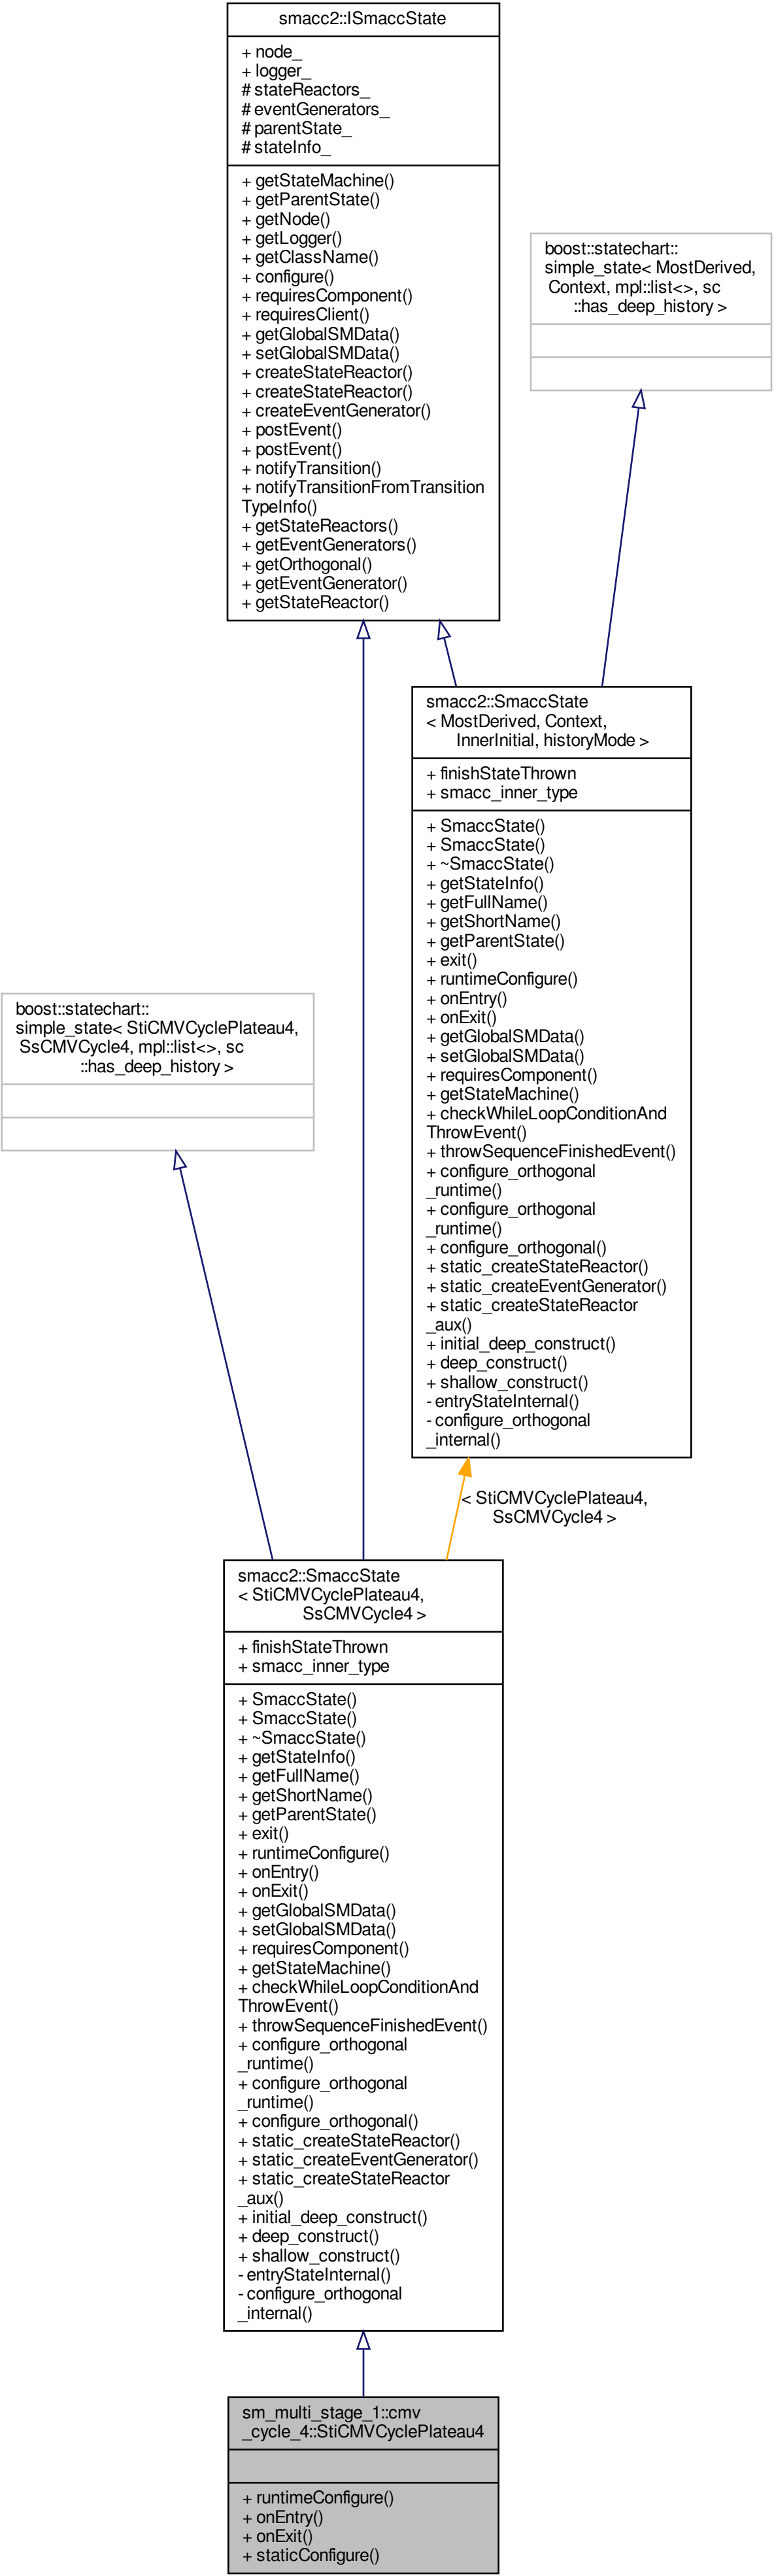 smacc2::ISmaccState
+ node_
+ logger_
# stateReactors_
# eventGenerators_
# parentState_
# stateInfo_
+ getStateMachine()
+ getParentState()
+ getNode()
+ getLogger()
+ getClassName()
+ configure()
+ requiresComponent()
+ requiresClient()
+ getGlobalSMData()
+ setGlobalSMData()
+ createStateReactor()
+ createStateReactor()
+ createEventGenerator()
+ postEvent()
+ postEvent()
+ notifyTransition()
+ notifyTransitionFromTransition
TypeInfo()
+ getStateReactors()
+ getEventGenerators()
+ getOrthogonal()
+ getEventGenerator()
+ getStateReactor()
boost::statechart::
simple_state< MostDerived,
Context, mpl::list<>, sc
::has_deep_history >
smacc2::SmaccState
< MostDerived, Context,
InnerInitial, historyMode >
+ finishStateThrown
+ smacc_inner_type
+ SmaccState()
+ SmaccState()
+ ~SmaccState()
+ getStateInfo()
+ getFullName()
+ getShortName()
+ getParentState()
+ exit()
+ runtimeConfigure()
+ onEntry()
+ onExit()
+ getGlobalSMData()
+ setGlobalSMData()
+ requiresComponent()
+ getStateMachine()
+ checkWhileLoopConditionAnd
ThrowEvent()
+ throwSequenceFinishedEvent()
+ configure_orthogonal
_runtime()
+ configure_orthogonal
_runtime()
+ configure_orthogonal()
+ static_createStateReactor()
+ static_createEventGenerator()
+ static_createStateReactor
_aux()
+ initial_deep_construct()
+ deep_construct()
+ shallow_construct()
- entryStateInternal()
- configure_orthogonal
_internal()
boost::statechart::
simple_state< StiCMVCyclePlateau4,
SsCMVCycle4, mpl::list<>, sc
::has_deep_history >
< StiCMVCyclePlateau4,
SsCMVCycle4 >
smacc2::SmaccState
< StiCMVCyclePlateau4,
SsCMVCycle4 >
+ finishStateThrown
+ smacc_inner_type
+ SmaccState()
+ SmaccState()
+ ~SmaccState()
+ getStateInfo()
+ getFullName()
+ getShortName()
+ getParentState()
+ exit()
+ runtimeConfigure()
+ onEntry()
+ onExit()
+ getGlobalSMData()
+ setGlobalSMData()
+ requiresComponent()
+ getStateMachine()
+ checkWhileLoopConditionAnd
ThrowEvent()
+ throwSequenceFinishedEvent()
+ configure_orthogonal
_runtime()
+ configure_orthogonal
_runtime()
+ configure_orthogonal()
+ static_createStateReactor()
+ static_createEventGenerator()
+ static_createStateReactor
_aux()
+ initial_deep_construct()
+ deep_construct()
+ shallow_construct()
- entryStateInternal()
- configure_orthogonal
_internal()
sm_multi_stage_1::cmv
_cycle_4::StiCMVCyclePlateau4
+ runtimeConfigure()
+ onEntry()
+ onExit()
+ staticConfigure()